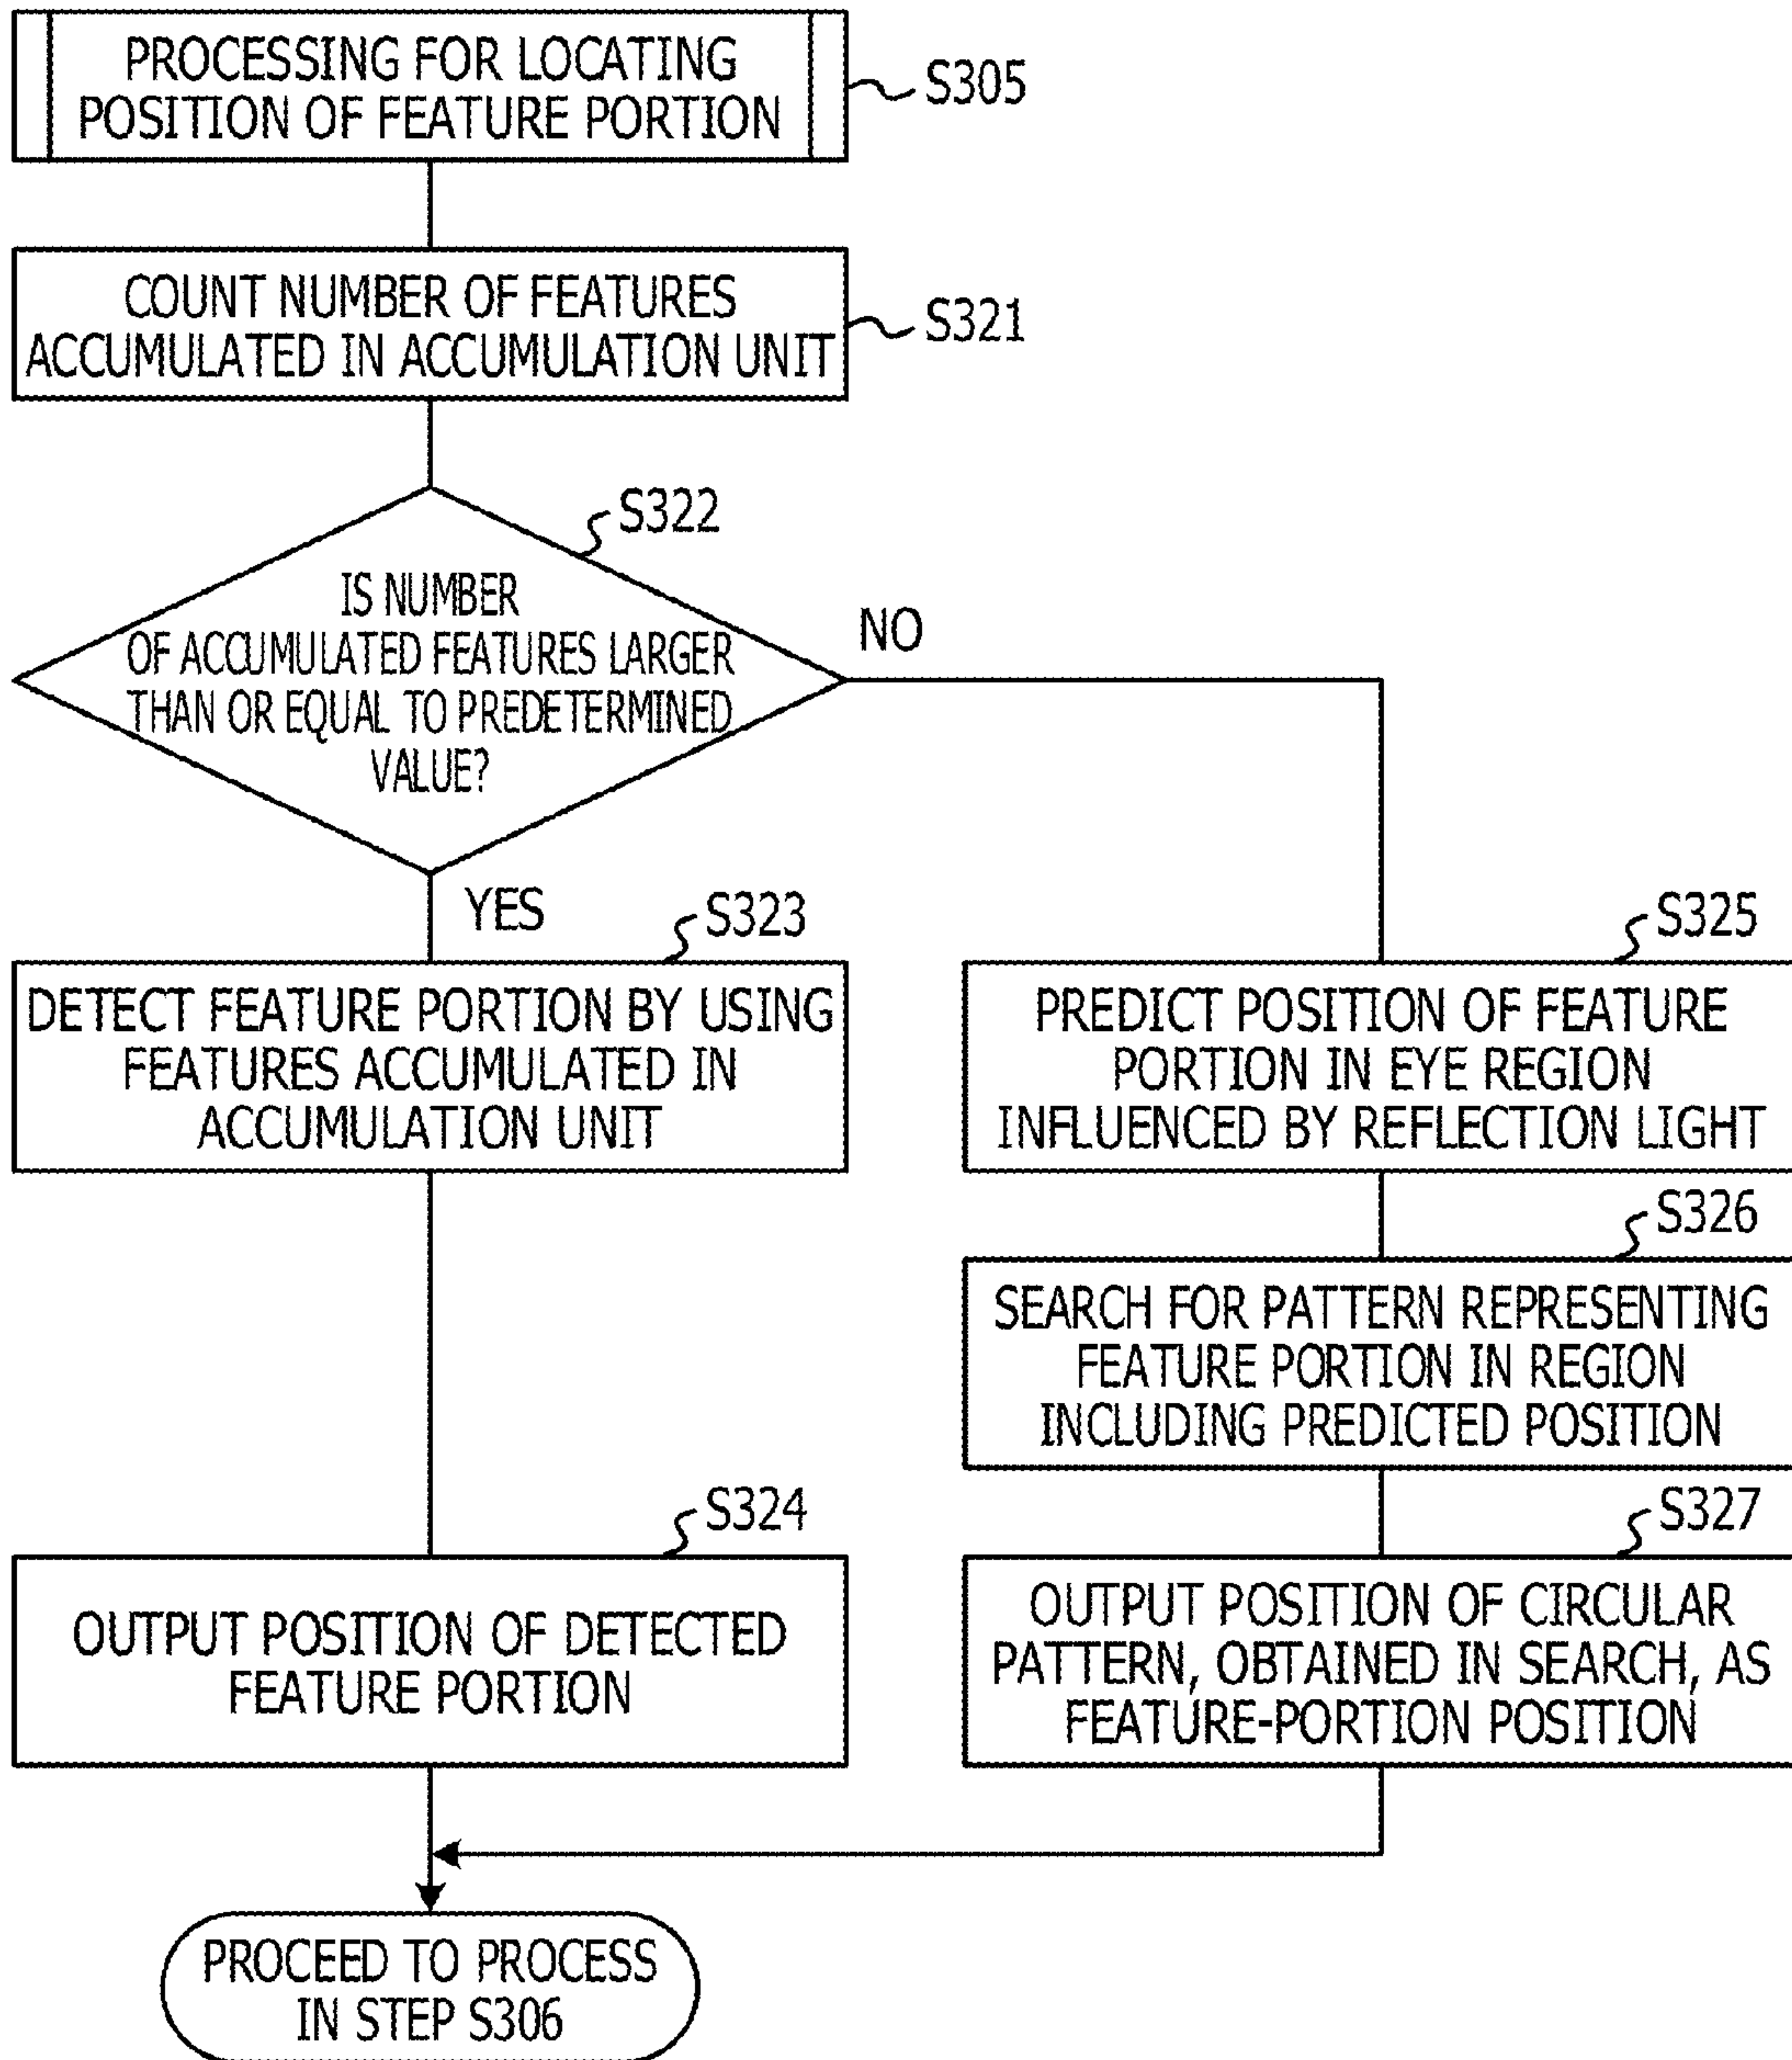 PROCESSING FOR LOCATING
POSITION OF FEATURE PORTION
S305
COUNT NUMBER OF FEATURES
ACCUMULATED IN ACCUMULATION UNIT
S321
S322
IS NUMBER
OF ACCUMULATED FEATURES LARGER
THAN OR EQUAL TO PREDETERMINED
VALUE?
NO
YES
S323
DETECT FEATURE PORTION BY USING
FEATURES ACCUMULATED IN
ACCUMULATION UNIT
S324
OUTPUT POSITION OF DETECTED
FEATURE PORTION
S325
PREDICT POSITION OF FEATURE
PORTION IN EYE REGION
INFLUENCED BY REFLECTION LIGHT
S326
SEARCH FOR PATTERN REPRESENTING
FEATURE PORTION IN REGION
INCLUDING PREDICTED POSITION
S327
OUTPUT POSITION OF CIRCULAR
PATTERN, OBTAINED IN SEARCH, AS
FEATURE-PORTION POSITION
PROCEED TO PROCESS
IN STEP S306